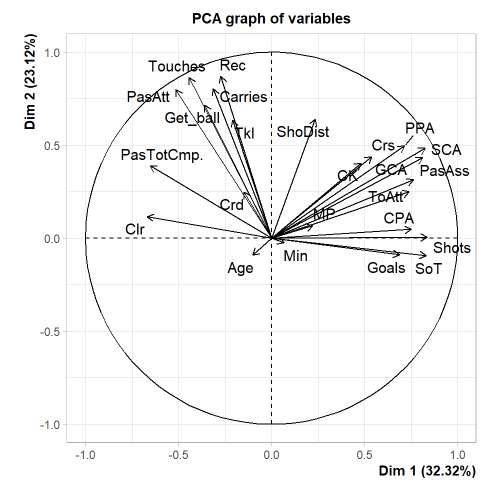 PCA graph of variables
Dim 2 (23.12%)
1.0
0.5
0.0
-0.5
-1.0
Touches
Rec
PasAtt
Carries
Get_ball
Tkl
ShoDist
PPA
Crs
SCA
PasTotCmp.
CK
GCA
PasAss
Crd
ToAtt
MP
CPA
Clr
Shots
Min
Age
Goals
SoT
-1.0
-0.5
0.0
0.5
1.0
Dim 1 (32.32%)